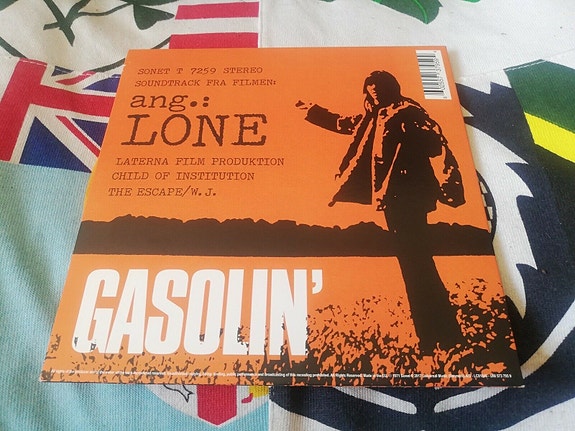 SONET T 7259 STEREO
SOUNDTRACK FRA FILMEN:
ang.:
LONE
LATERNA FILM PRODUKTION
CHILD OF INSTITUTION
THE ESCAPE/W.J.
GASOLIN'